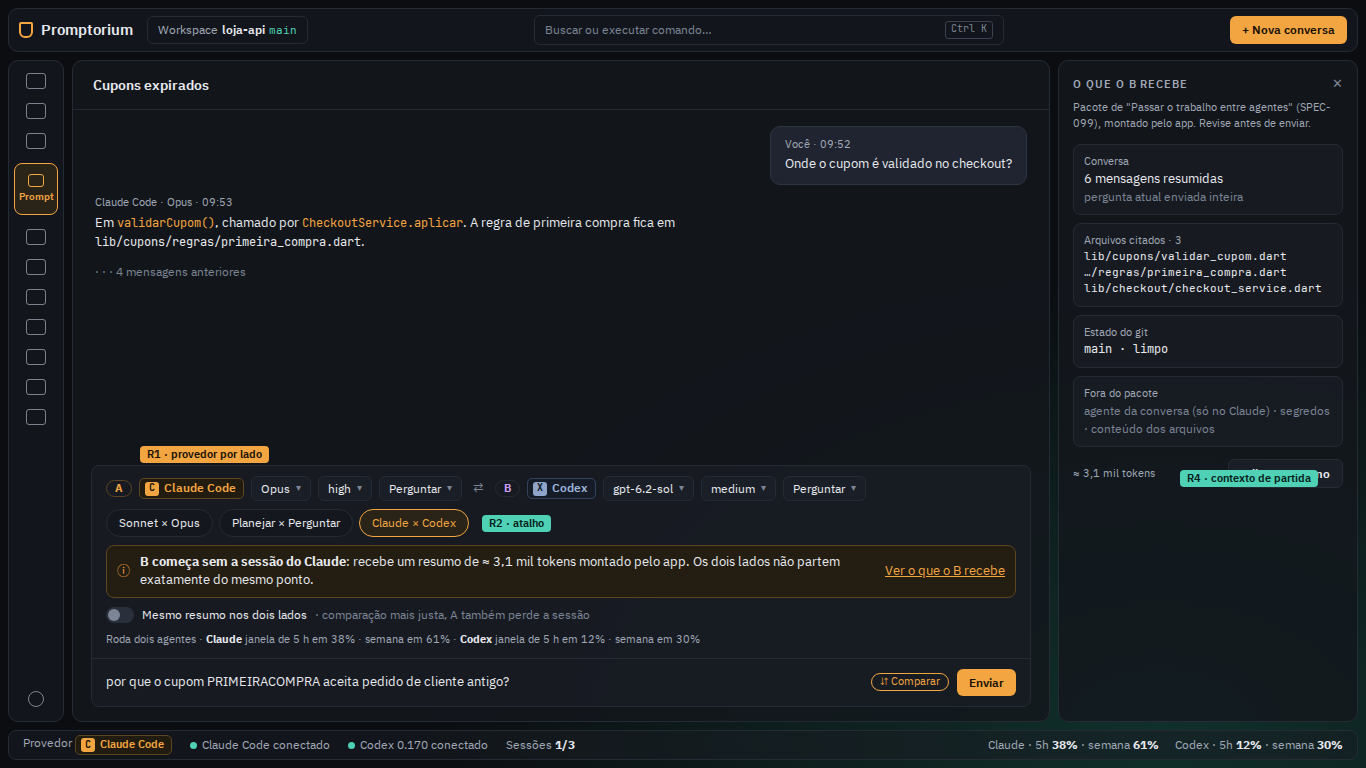 Promptorium
Workspace loja-api main
Buscar ou executar comando...
Ctrl K
+ Nova conversa
Prompt
Cupons expirados
Você · 09:52
Onde o cupom é validado no checkout?
Claude Code · Opus · 09:53
Em validarCupom(), chamado por CheckoutService.aplicar. A regra de primeira compra fica em
lib/cupons/regras/primeira_compra.dart.
··· 4 mensagens anteriores
R1 · provedor por lado
A C Claude Code Opus ▾ high ▾ Perguntar ▾ ⇄ B X Codex gpt-6.2-sol ▾ medium ▾ Perguntar ▾
Sonnet × Opus Planejar × Perguntar Claude × Codex R2 · atalho
B começa sem a sessão do Claude: recebe um resumo de ≈ 3,1 mil tokens montado pelo app. Os dois lados não partem
exatamente do mesmo ponto.
Ver o que o B recebe
Mesmo resumo nos dois lados · comparação mais justa, A também perde a sessão
Roda dois agentes · Claude janela de 5 h em 38% · semana em 61% · Codex janela de 5 h em 12% · semana em 30%
por que o cupom PRIMEIRACOMPRA aceita pedido de cliente antigo?
⇵ Comparar
Enviar
O QUE O B RECEBE ✕
Pacote de "Passar o trabalho entre agentes" (SPEC-
099), montado pelo app. Revise antes de enviar.
Conversa
6 mensagens resumidas
pergunta atual enviada inteira
Arquivos citados · 3
lib/cupons/validar_cupom.dart
…/regras/primeira_compra.dart
lib/checkout/checkout_service.dart
Estado do git
main · limpo
Fora do pacote
agente da conversa (só no Claude) · segredos
· conteúdo dos arquivos
≈ 3,1 mil tokens
R4 · contexto de partida
Provedor C Claude Code Claude Code conectado Codex 0.170 conectado Sessões 1/3
Claude · 5h 38% · semana 61% Codex · 5h 12% · semana 30%